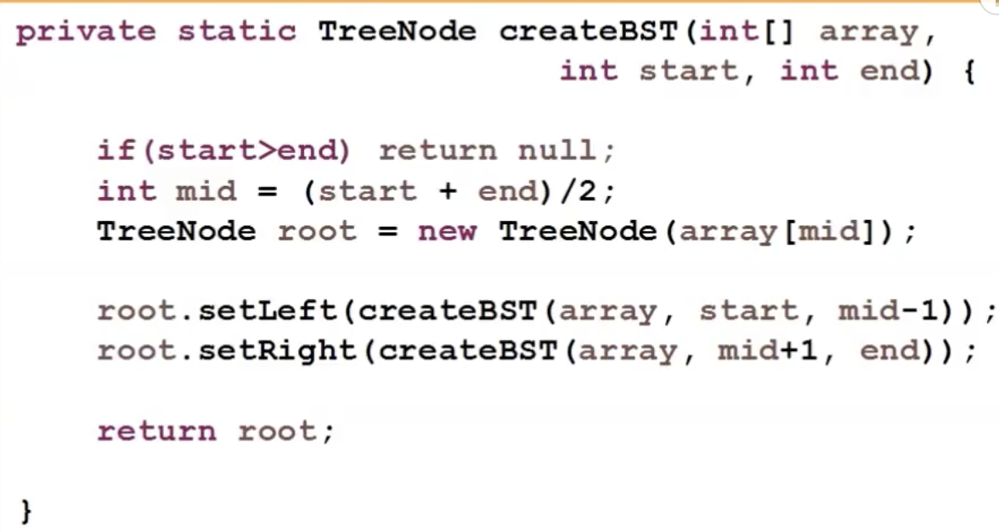 private static TreeNode createBST(int[] array,
int start, int end) {
if(start>end) return null;
int mid = (start + end)/2;
TreeNode root = new TreeNode(array[mid]);
root.setLeft(createBST(array, start, mid-1));
root.setRight(createBST(array, mid+1, end));
return root;
}